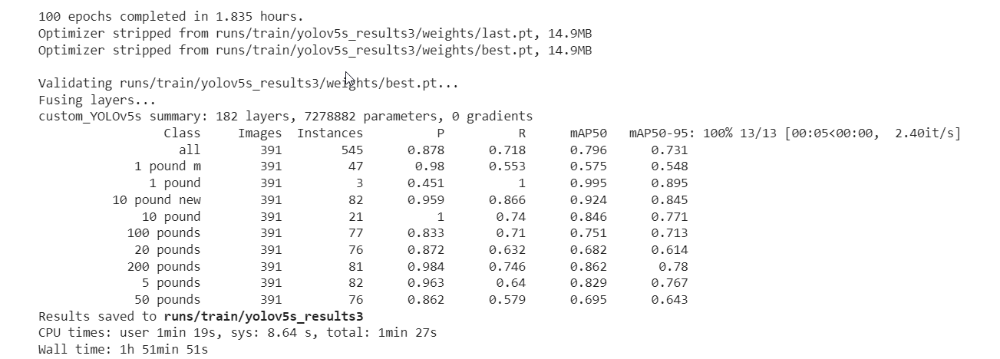 100 epochs completed in 1.835 hours.
Optimizer stripped from runs/train/yolov5s_results3/weights/last.pt, 14.9MB
Optimizer stripped from runs/train/yolov5s_results3/weights/best.pt, 14.9MB
Validating runs/train/yolov5s_results3/weights/best.pt...
Fusing layers...
custom_YOLOv5s summary: 182 layers, 7278882 parameters, 0 gradients
Class Images Instances P R mAP50 mAP50-95: 100% 13/13 [00:05<00:00, 2.40it/s]
all 391 545 0.878 0.718 0.796 0.731
1 pound m 391 47 0.98 0.553 0.575 0.548
1 pound 391 3 0.451 1 0.995 0.895
10 pound new 391 82 0.959 0.866 0.924 0.845
10 pound 391 21 1 0.74 0.846 0.771
100 pounds 391 77 0.833 0.71 0.751 0.713
20 pounds 391 76 0.872 0.632 0.682 0.614
200 pounds 391 81 0.984 0.746 0.862 0.78
5 pounds 391 82 0.963 0.64 0.829 0.767
50 pounds 391 76 0.862 0.579 0.695 0.643
Results saved to runs/train/yolov5s_results3
CPU times: user 1min 19s, sys: 8.64 s, total: 1min 27s
Wall time: 1h 51min 51s